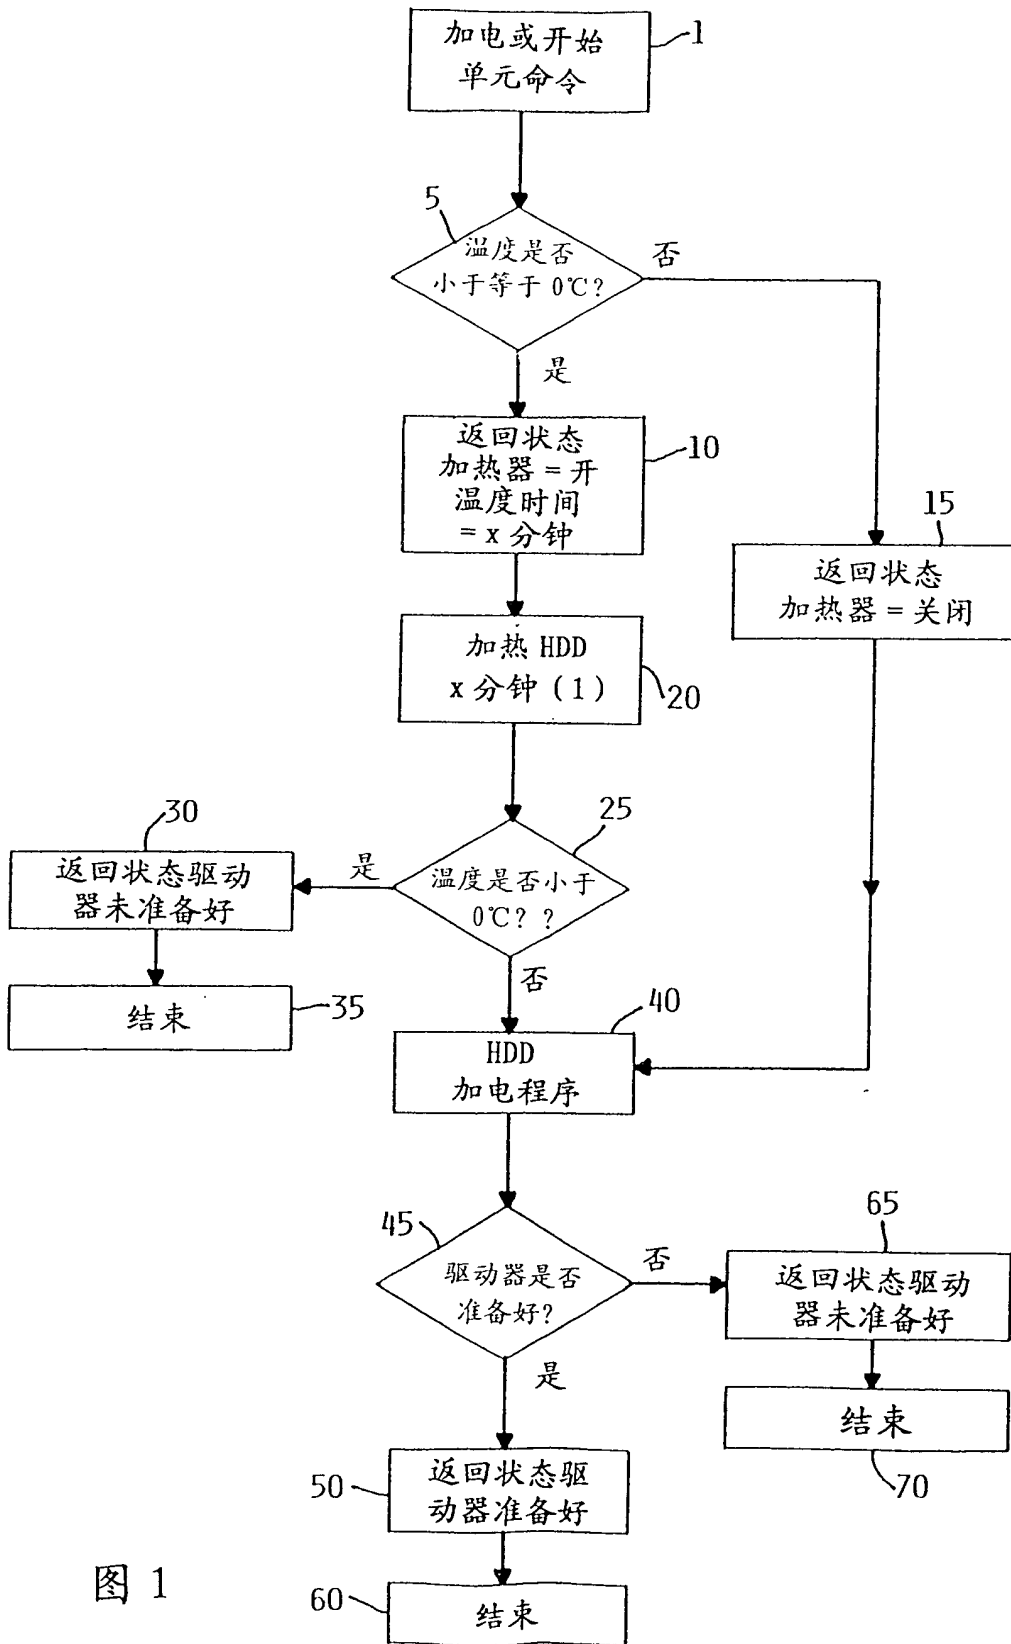 加电或开始
单元命令
1
5
温度是否
小于等于 0℃?
否
是
返回状态
加热器 = 开
温度时间
= x 分钟
10
15
返回状态
加热器 = 关闭
加热 HDD
x 分钟 (1)
20
25
30
温度是否小于
0℃? ?
是
返回状态驱动
器未准备好
否
结束
35
40
HDD
加电程序
45
驱动器是否
准备好?
否
65
返回状态驱动
器未准备好
是
结束
70
50
返回状态驱
动器准备好
60
结束
图 1